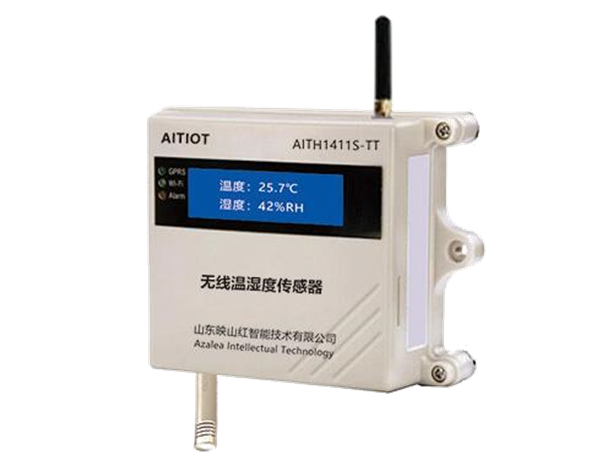 AITIOT
AITH1411S-TT
GPRS
Wi-Fi
Alarm
温度：25.7℃
湿度：42%RH
无线温湿度传感器
山东映山红智能技术有限公司
Azalea Intellectual Technology